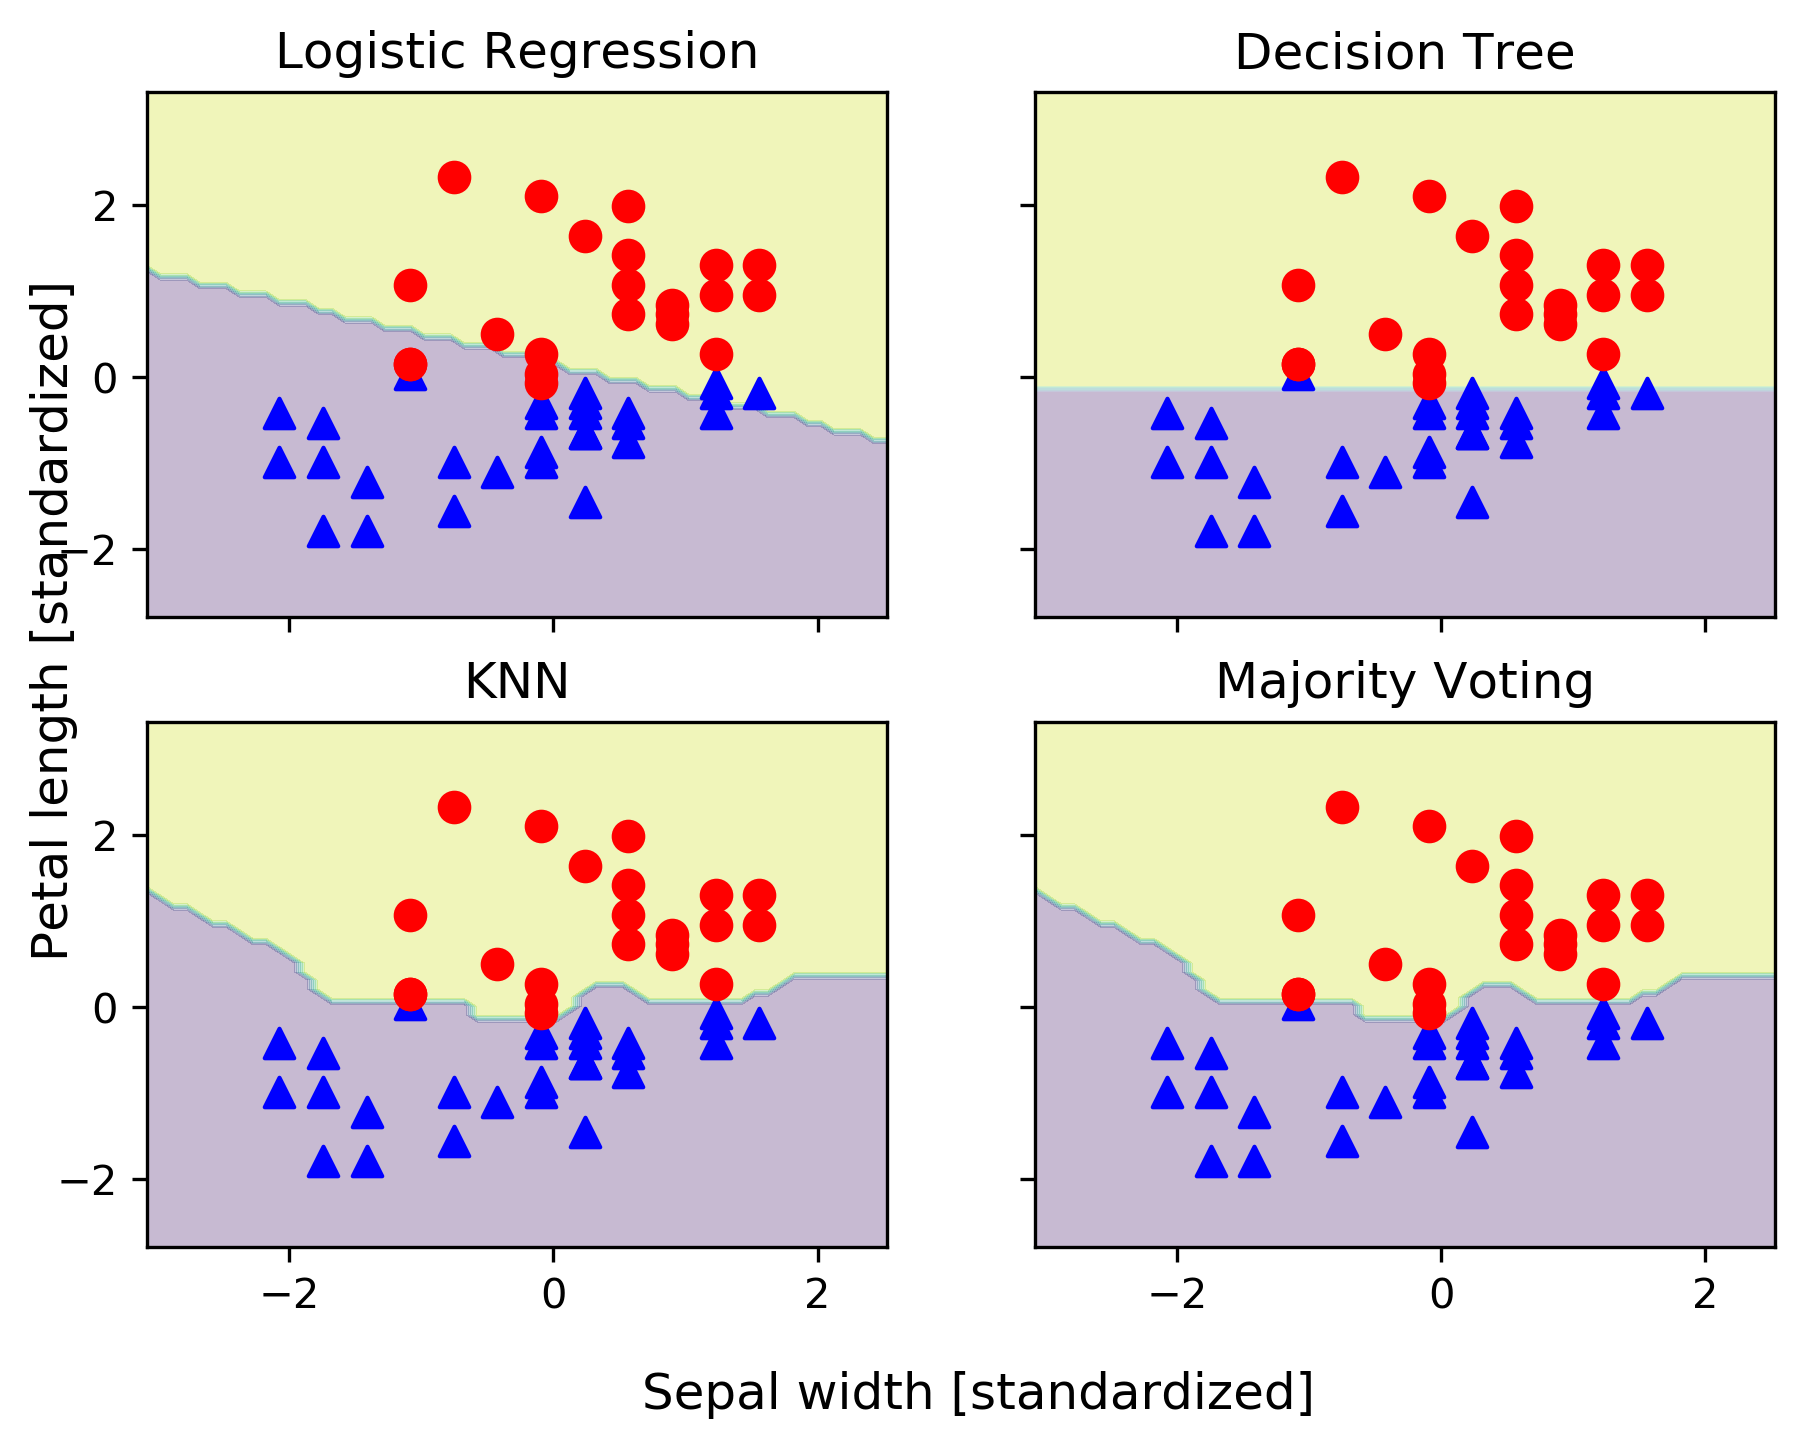 Logistic Regression
Decision Tree
2
0
−2
KNN
Majority Voting
2
0
−2
−2 0 2
−2 0 2
Petal length [standardized]
Sepal width [standardized]